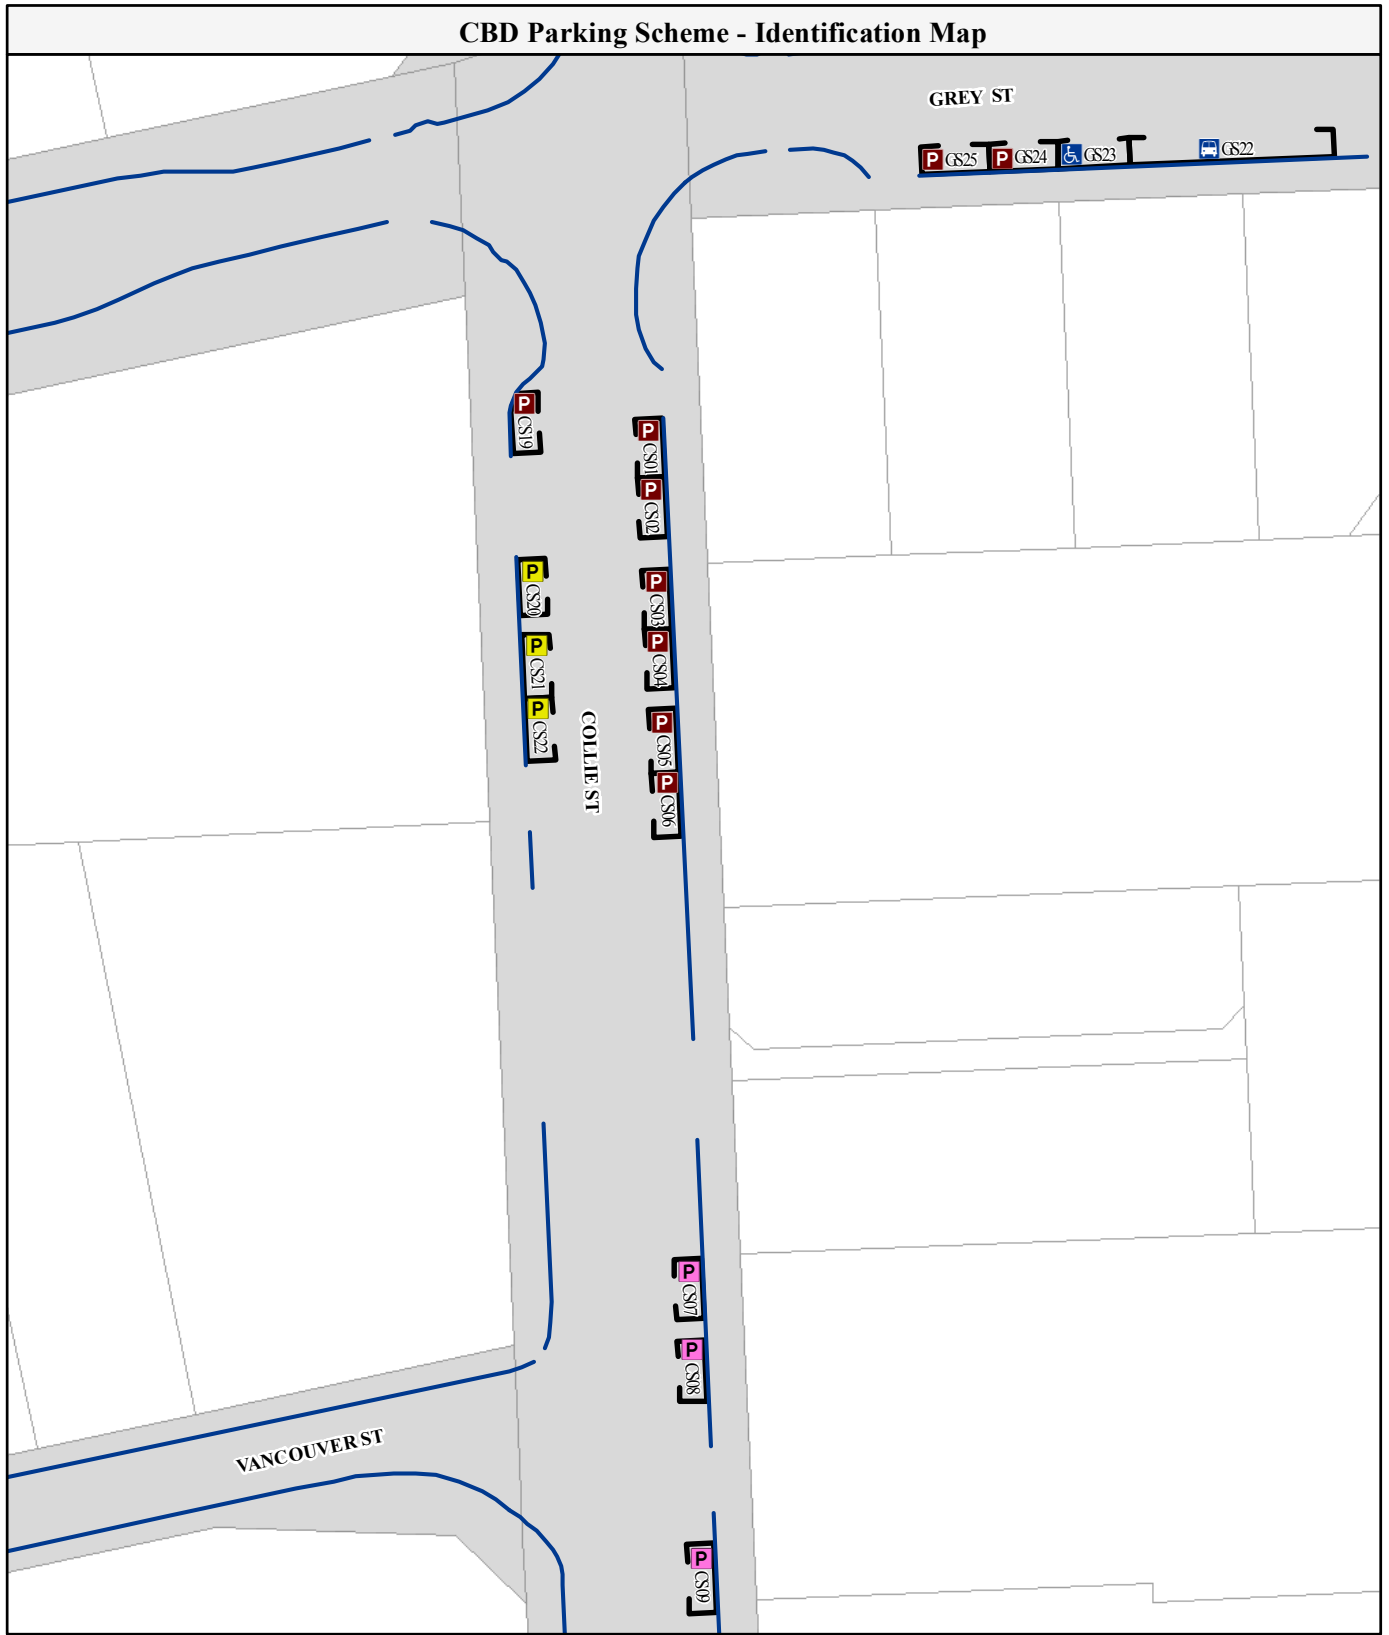 CBD Parking Scheme - Identification Map
GREY ST
P GS25
P GS24
GS23
GS22
P CS19
P CS01
P CS02
P CS20
P CS03
P CS21
P CS04
P CS22
P CS05
COLLIE ST
P CS06
P CS07
P CS08
VANCOUVER ST
P CS09